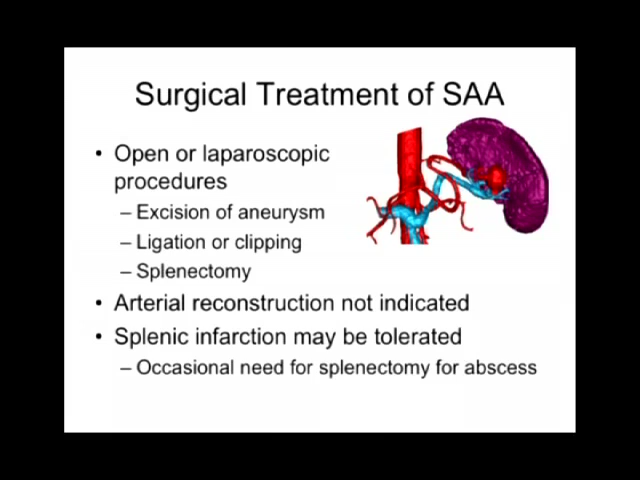 Surgical Treatment of SAA
• Open or laparoscopic
procedures
– Excision of aneurysm
– Ligation or clipping
– Splenectomy
• Arterial reconstruction not indicated
• Splenic infarction may be tolerated
– Occasional need for splenectomy for abscess